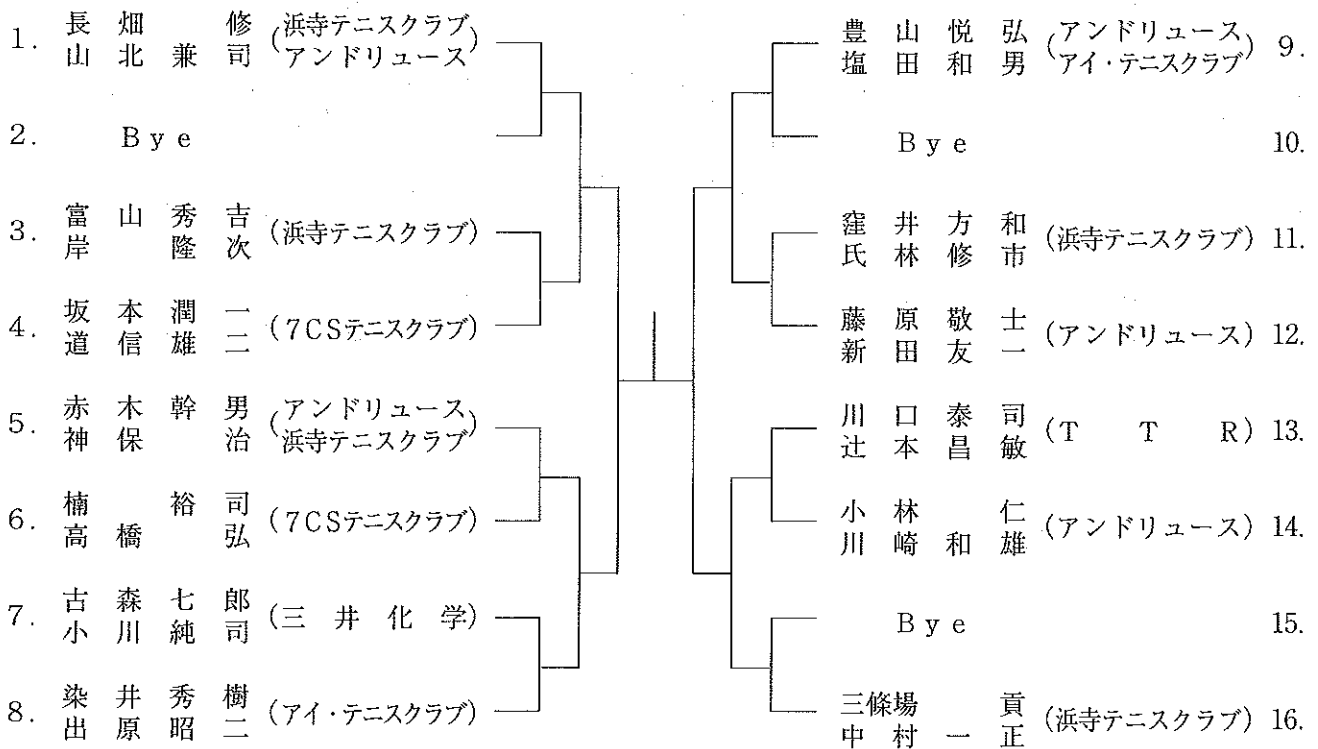 1. 長畑 修 (浜寺テニスクラブ
山北兼司 アンドリュース)
2. Bye
3. 富山秀吉 (浜寺テニスクラブ)
岸 隆次
4. 坂本潤一 (7CSテニスクラブ)
道信雄二
5. 赤木幹男 (アンドリュース
神保 治 浜寺テニスクラブ)
6. 楠 裕司 (7CSテニスクラブ)
高橋 弘
7. 古森七郎 (三井化学)
小川純司
8. 染井秀樹 (アイ・テニスクラブ)
出原昭二
豊山悦弘 (アンドリュース 9.
塩田和男 アイ・テニスクラブ)
Bye 10.
窪井方和 (浜寺テニスクラブ) 11.
氏林修市
藤原敬士 (アンドリュース) 12.
新田友一
川口泰司 (TTR) 13.
辻本昌敏
小林 仁 (アンドリュース) 14.
川崎和雄
Bye 15.
三條場 貢 (浜寺テニスクラブ) 16.
中村一正